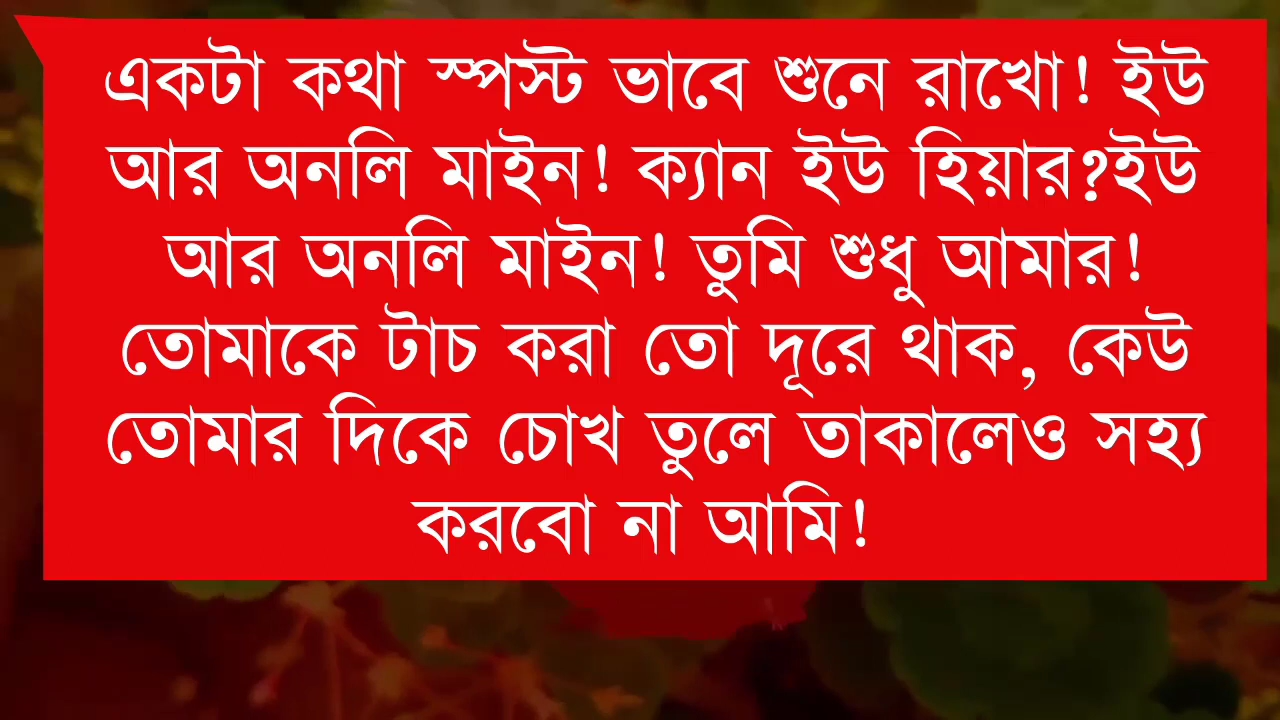 একটা কথা স্পস্ট ভাবে শুনে রাখো! ইউ
আর অনলি মাইন! ক্যান ইউ হিয়ার?ইউ
আর অনলি মাইন! তুমি শুধু আমার!
তোমাকে টাচ করা তো দূরে থাক, কেউ
তোমার দিকে চোখ তুলে তাকালেও সহ্য
করবো না আমি!